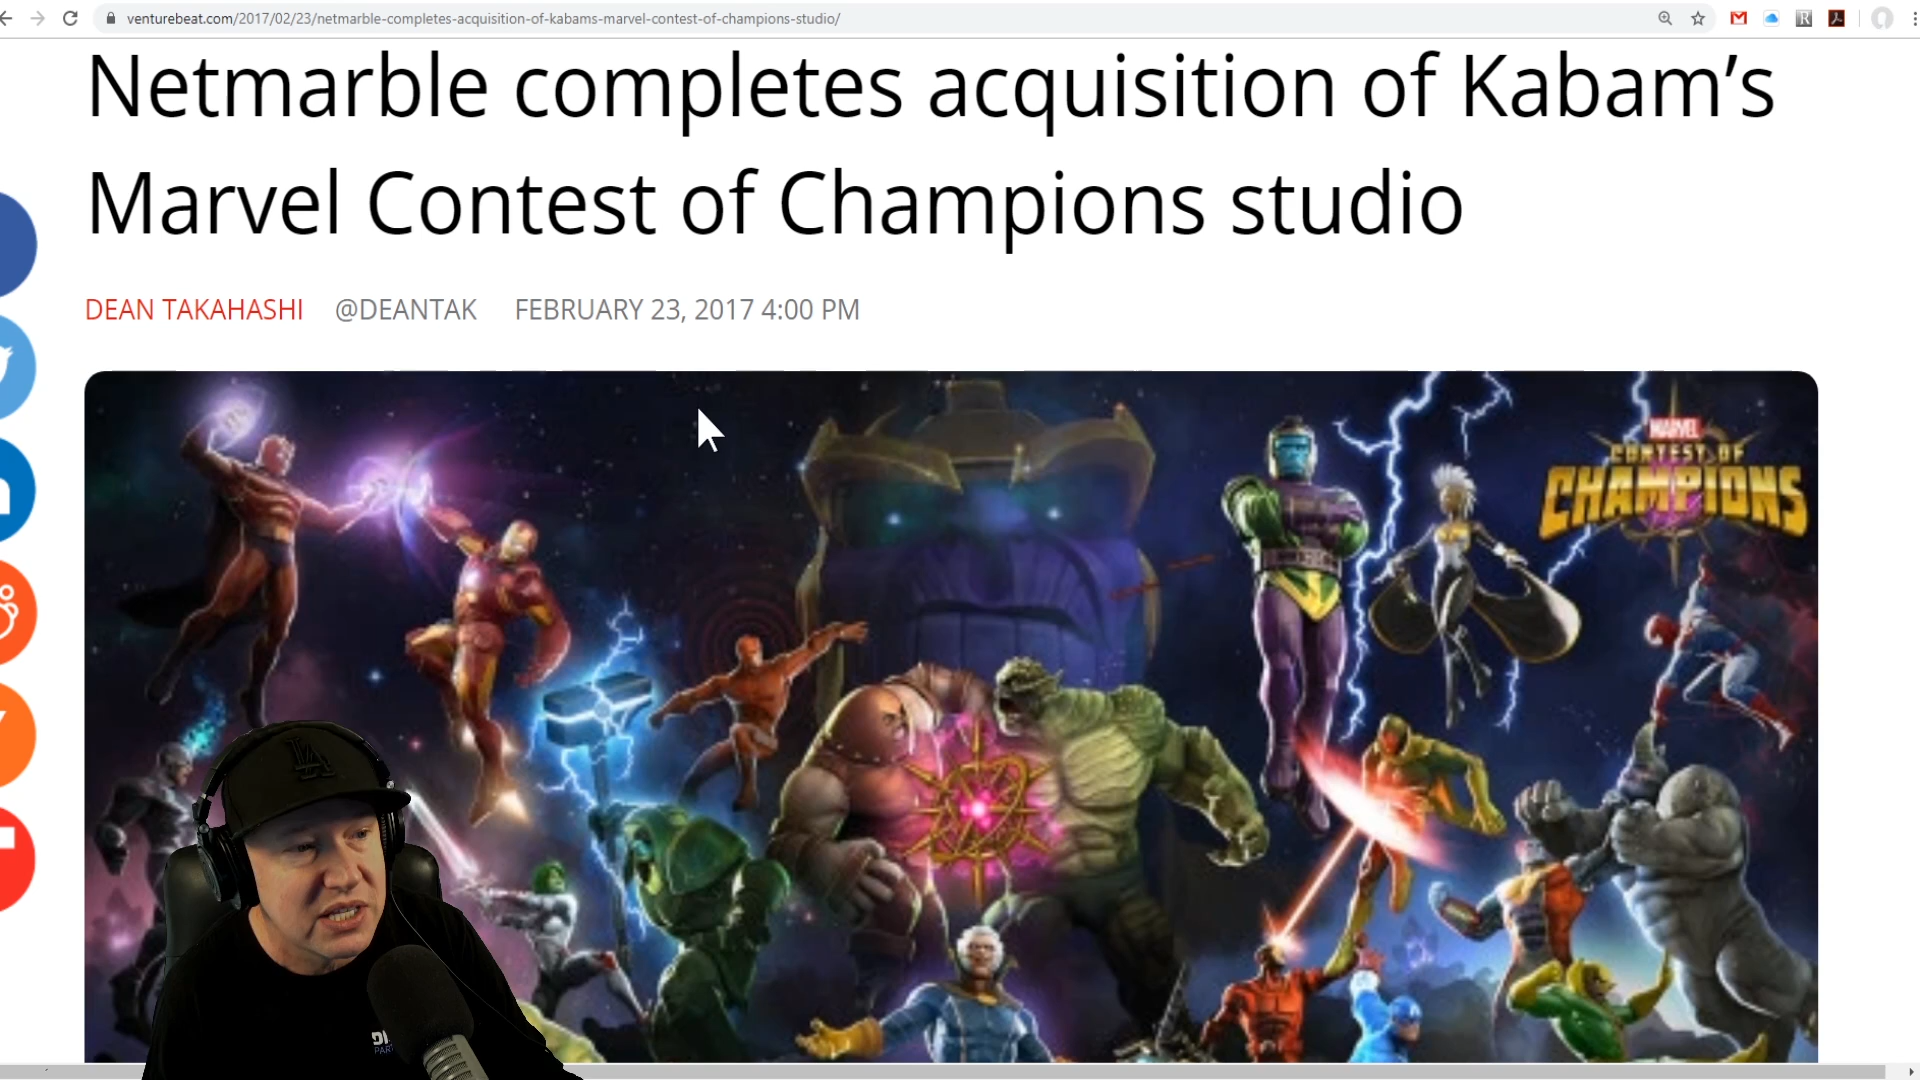 venturebeat.com/2017/02/23/netmarble-completes-acquisition-of-kabams-marvel-contest-of-champions-studio/
Netmarble completes acquisition of Kabam’s
Marvel Contest of Champions studio
DEAN TAKAHASHI @DEANTAK FEBRUARY 23, 2017 4:00 PM
MARVEL
CONTEST OF
CHAMPIONS
LA